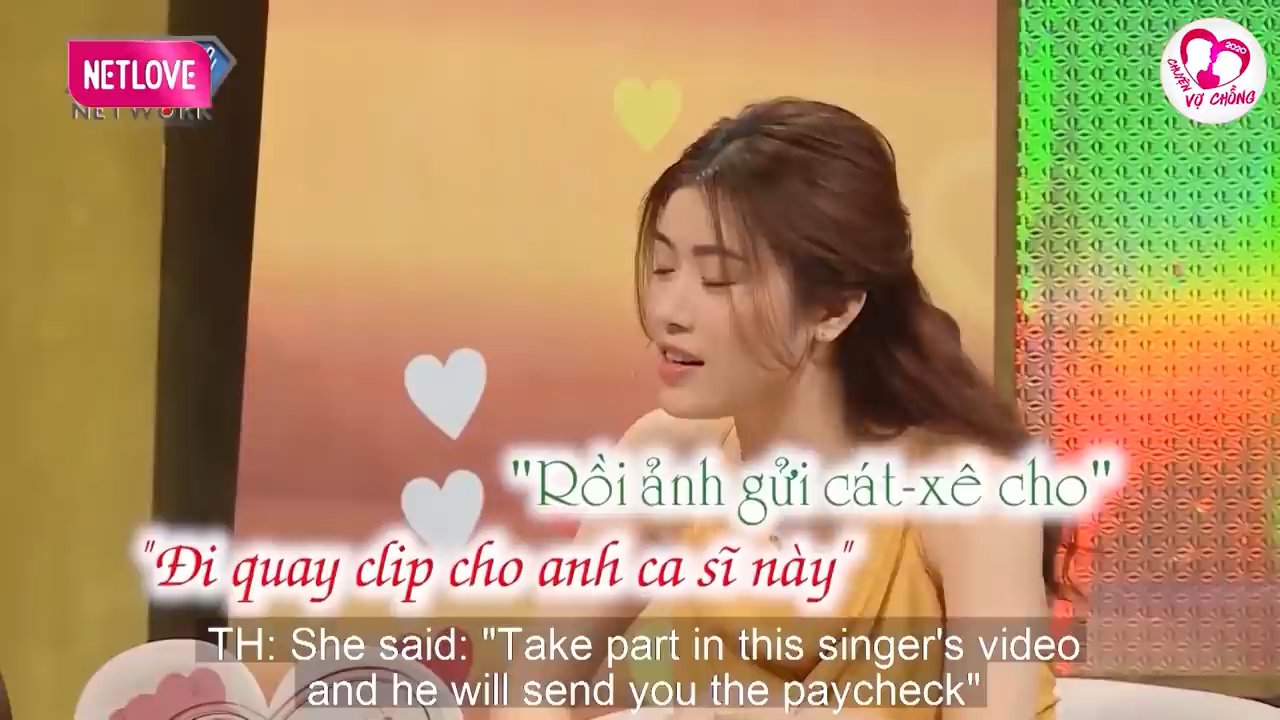 NETLOVE
NETWORK
2020
CHUYỆN
VỢ CHỒNG
"Rồi ảnh gửi cát-xê cho"
"Đi quay clip cho anh ca sĩ này"
TH: She said: "Take part in this singer's video
and he will send you the paycheck"